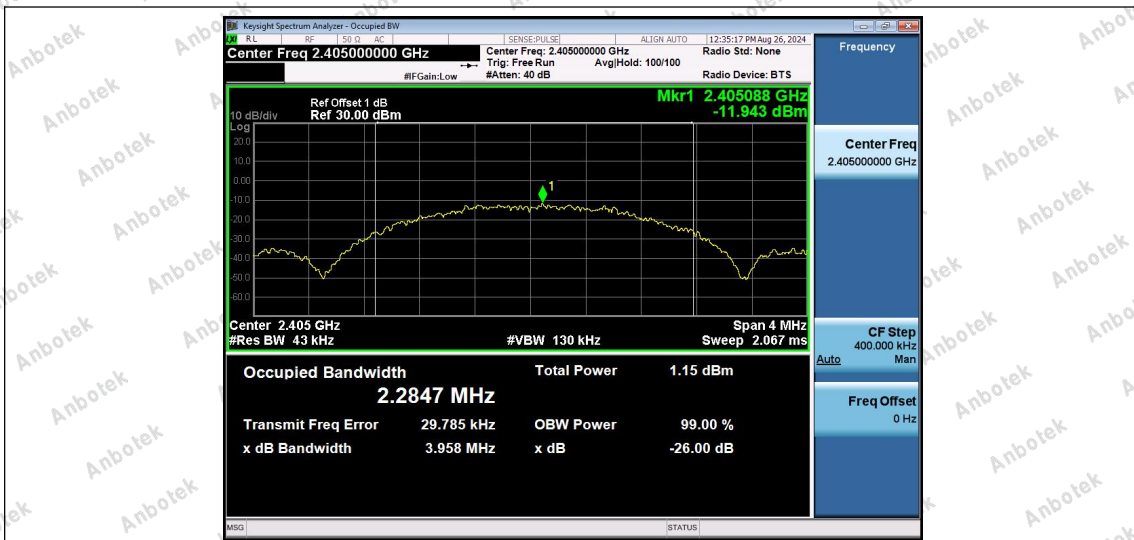 Keysight Spectrum Analyzer - Occupied BW
LXI RL RF 50 Ω AC SENSE:PULSE ALIGN AUTO 12:35:17 PM Aug 26, 2024
Center Freq 2.405000000 GHz
Center Freq: 2.405000000 GHz
Radio Std: None
Trig: Free Run Avg|Hold: 100/100
#IFGain:Low #Atten: 40 dB Radio Device: BTS
Frequency
Ref Offset 1 dB
Mkr1 2.405088 GHz
10 dB/div Ref 30.00 dBm -11.943 dBm
Log
20.0
10.0
0.00
-10.0
-20.0
-30.0
-40.0
-50.0
-60.0
1
Center 2.405 GHz Span 4 MHz
#Res BW 43 kHz #VBW 130 kHz Sweep 2.067 ms
Occupied Bandwidth Total Power 1.15 dBm
2.2847 MHz
Transmit Freq Error 29.785 kHz OBW Power 99.00 %
x dB Bandwidth 3.958 MHz x dB -26.00 dB
Center Freq
2.405000000 GHz
CF Step
400.000 kHz
Auto Man
Freq Offset
0 Hz
MSG STATUS
Anbotek